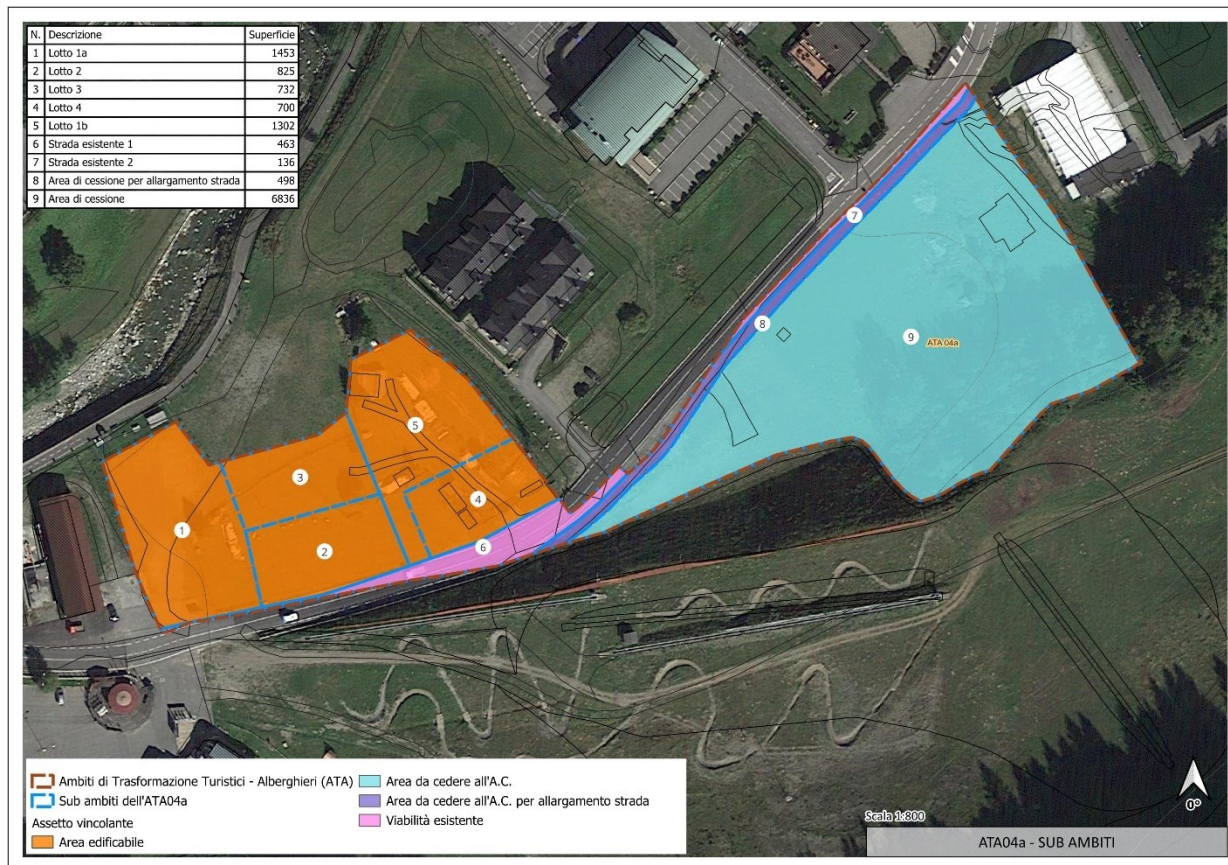 N. Descrizione Superficie
1 Lotto 1a 1453
2 Lotto 2 825
3 Lotto 3 732
4 Lotto 4 700
5 Lotto 1b 1302
6 Strada esistente 1 463
7 Strada esistente 2 136
8 Area di cessione per allargamento strada 498
9 Area di cessione 6836
7
8
9
ATA 04a
5
3
4
1
2
6
Ambiti di Trasformazione Turistici - Alberghieri (ATA)
Sub ambiti dell'ATA04a
Assetto vincolante
Area edificabile
Area da cedere all'A.C.
Area da cedere all'A.C. per allargamento strada
Viabilità esistente
Scala 1:800
0°
ATA04a - SUB AMBITI